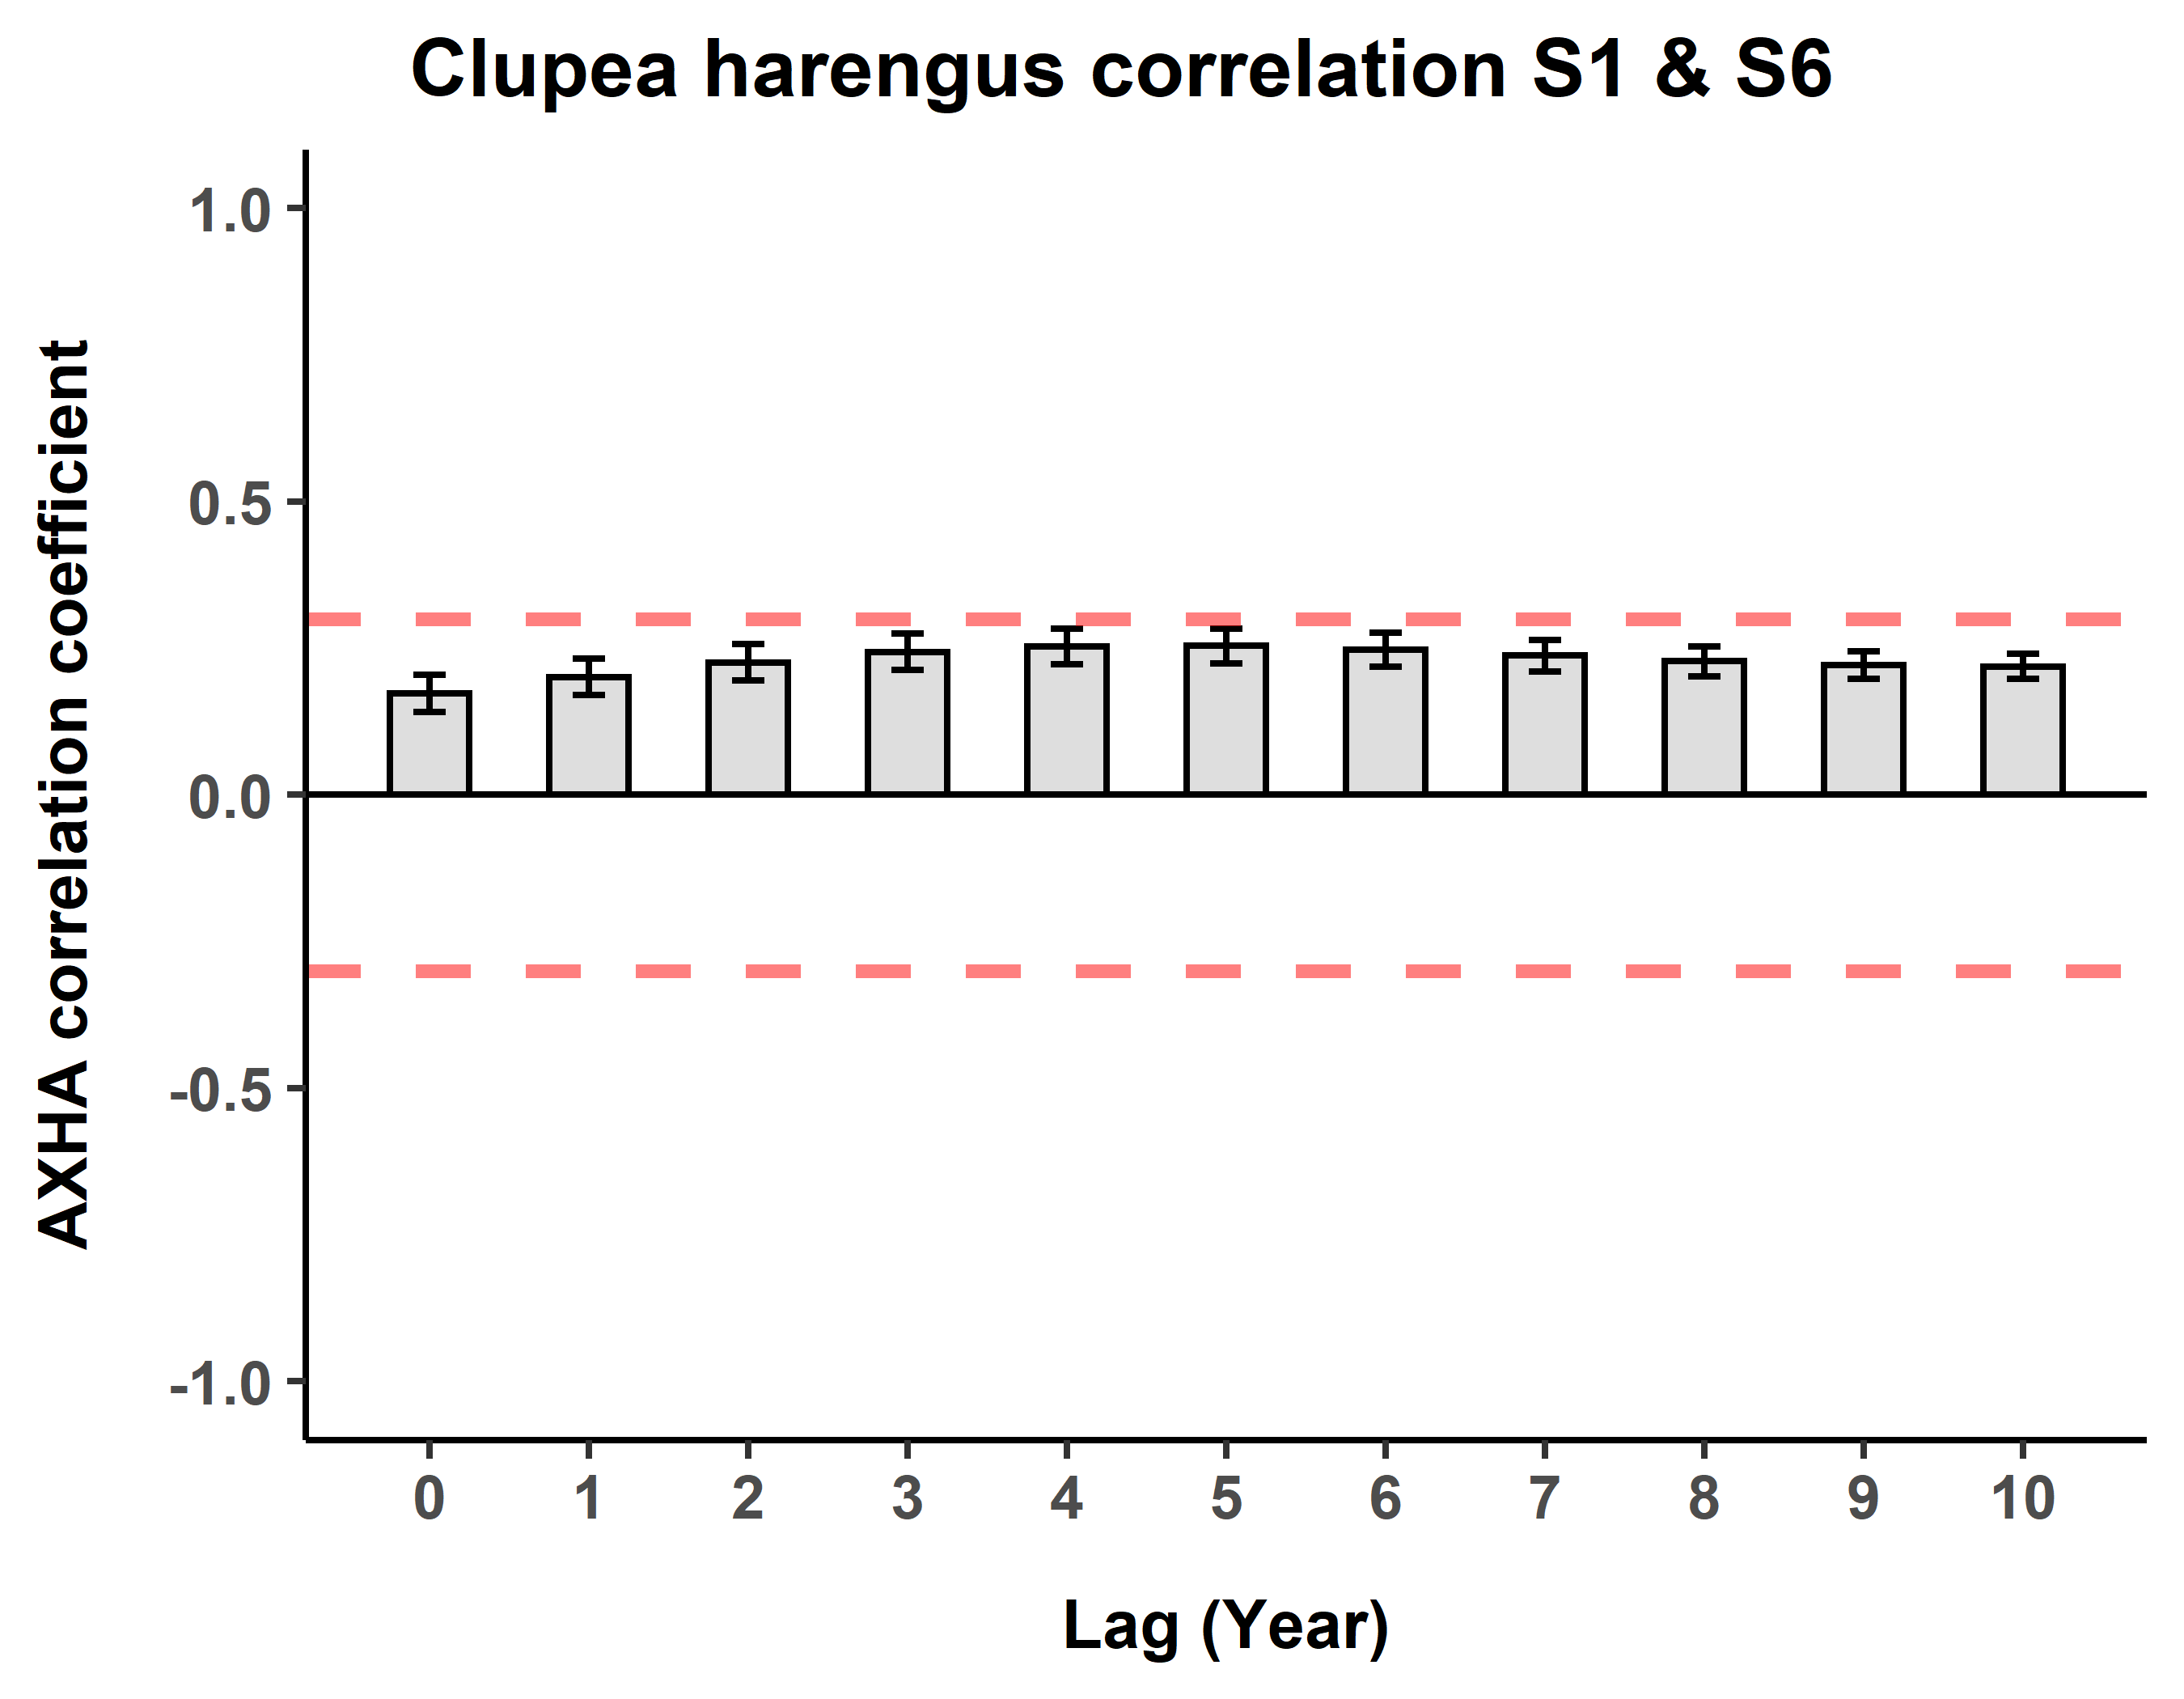 Clupea harengus correlation S1 & S6
AXHA correlation coefficient
1.0
0.5
0.0
-0.5
-1.0
0 1 2 3 4 5 6 7 8 9 10
Lag (Year)